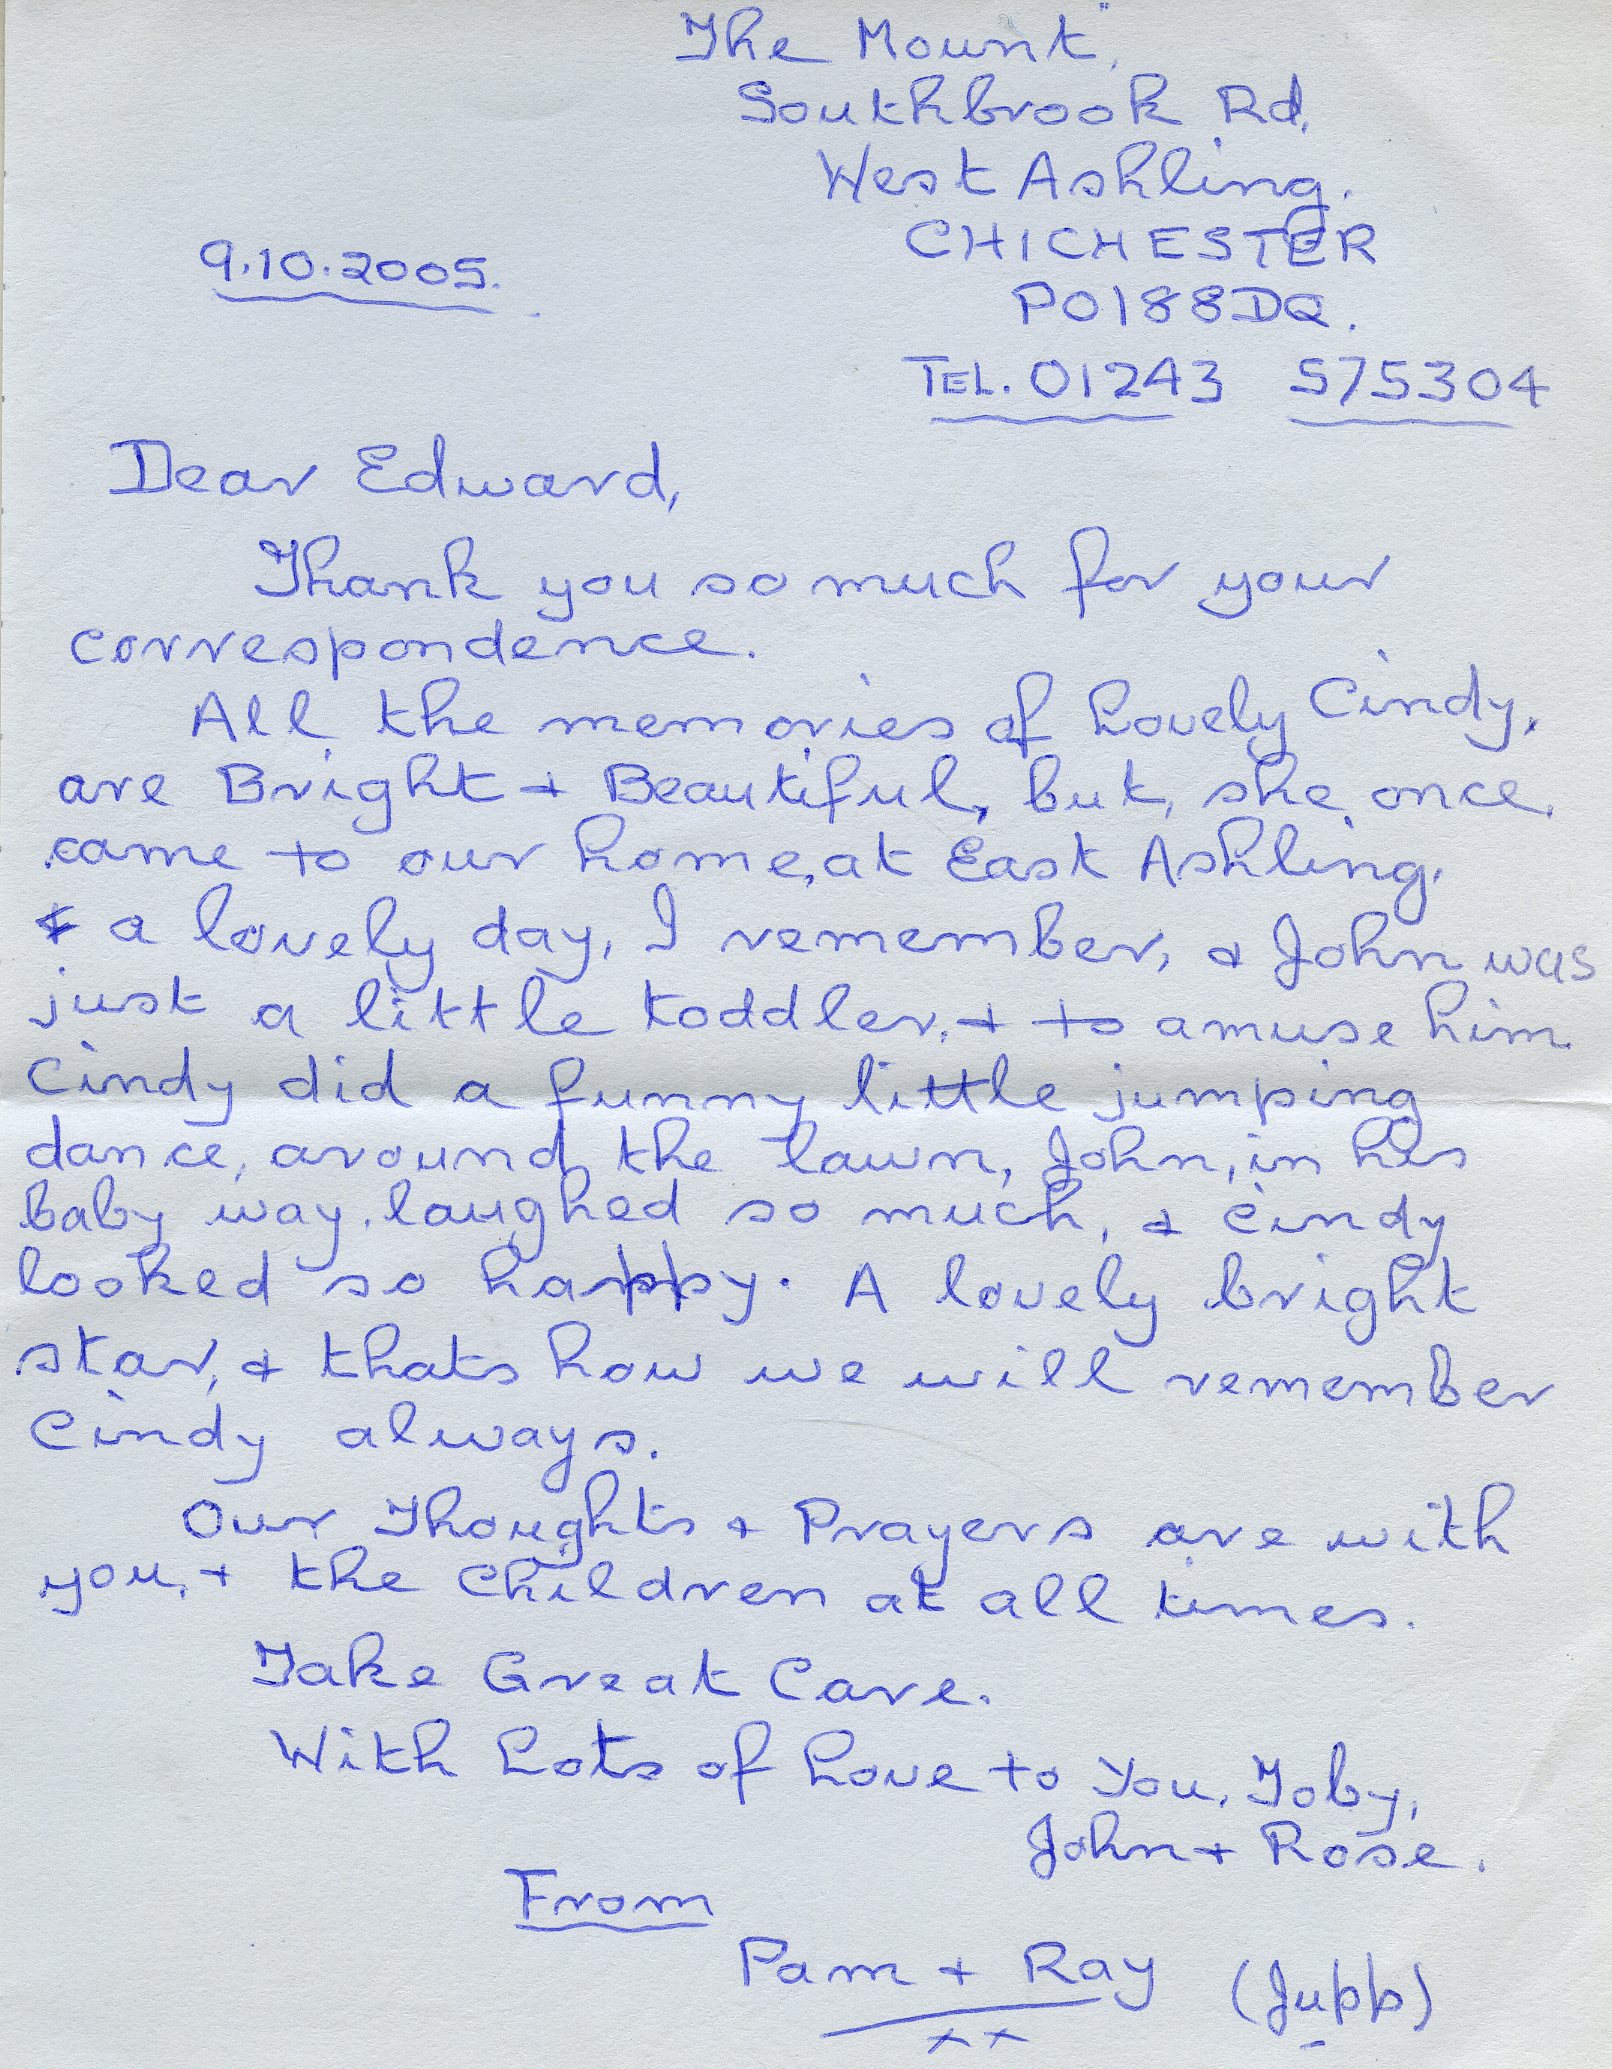 "The Mount",
Southbrook Rd,
West Ashling.
CHICHESTER
PO188DQ.
9.10.2005.
TEL. 01243 575304
Dear Edward,
Thank you so much for your
correspondence.
All the memories of Lovely Cindy,
are Bright + Beautiful, but, she once,
came to our home, at East Ashling.
& a lovely day, I remember, & John was
just a little toddler, + to amuse him
Cindy did a funny little jumping
dance, around the lawn, John, in his
baby way, laughed so much, & Cindy
looked so happy. A lovely bright
star, & thats how we will remember
Cindy always.
Our Thoughts & Prayers are with
you, + the Children at all times.
Take Great Care.
With Lots of Love to You, Toby,
John + Rose.
From
Pam + Ray (Jupp)
x x